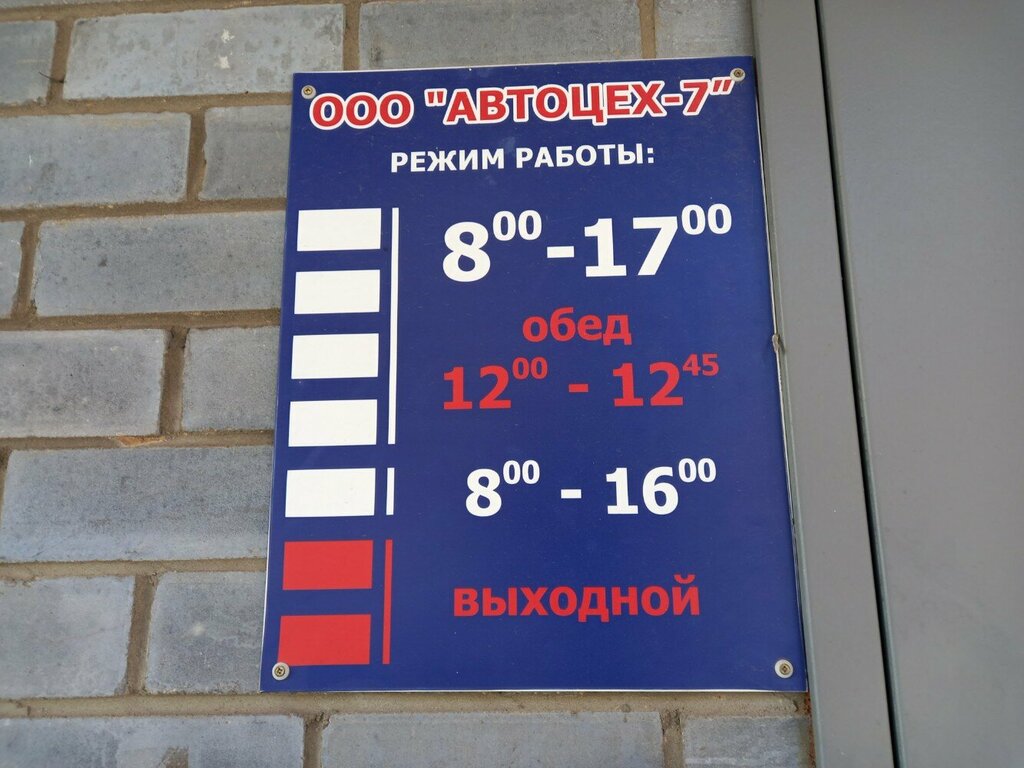 ООО "АВТОЦЕХ-7"
РЕЖИМ РАБОТЫ:
8⁰⁰-17⁰⁰
обед
12⁰⁰ - 12⁴⁵
8⁰⁰ - 16⁰⁰
выходной